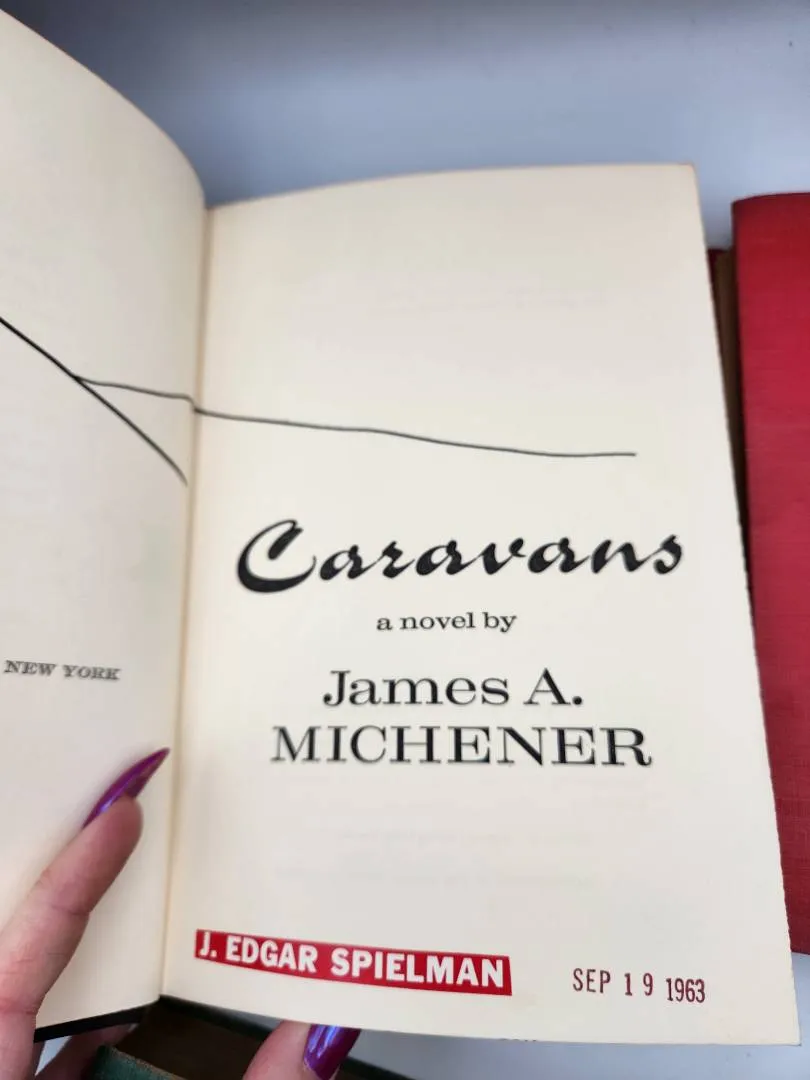 NEW YORK
Caravans
a novel by
James A.
MICHENER
J. EDGAR SPIELMAN
SEP 19 1963